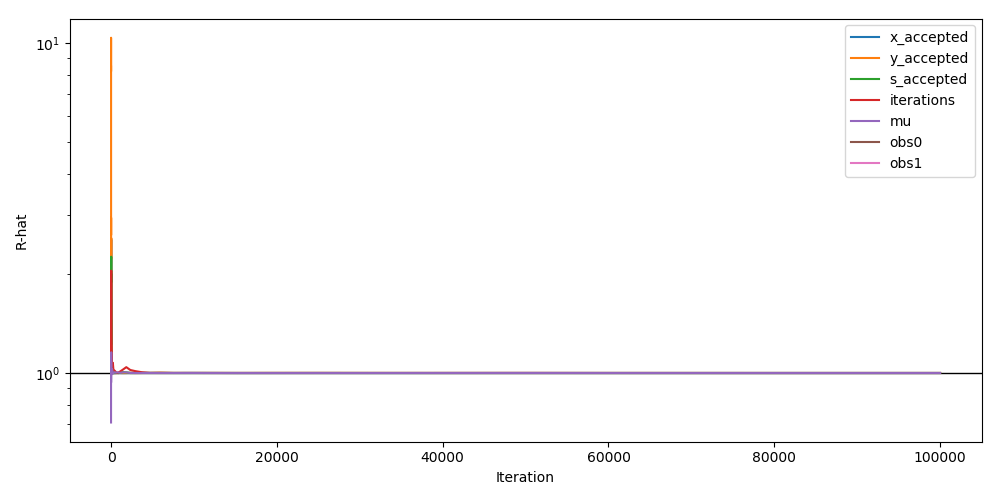 10¹
10⁰
R-hat
x_accepted
y_accepted
s_accepted
iterations
mu
obs0
obs1
0
20000
40000
60000
80000
100000
Iteration